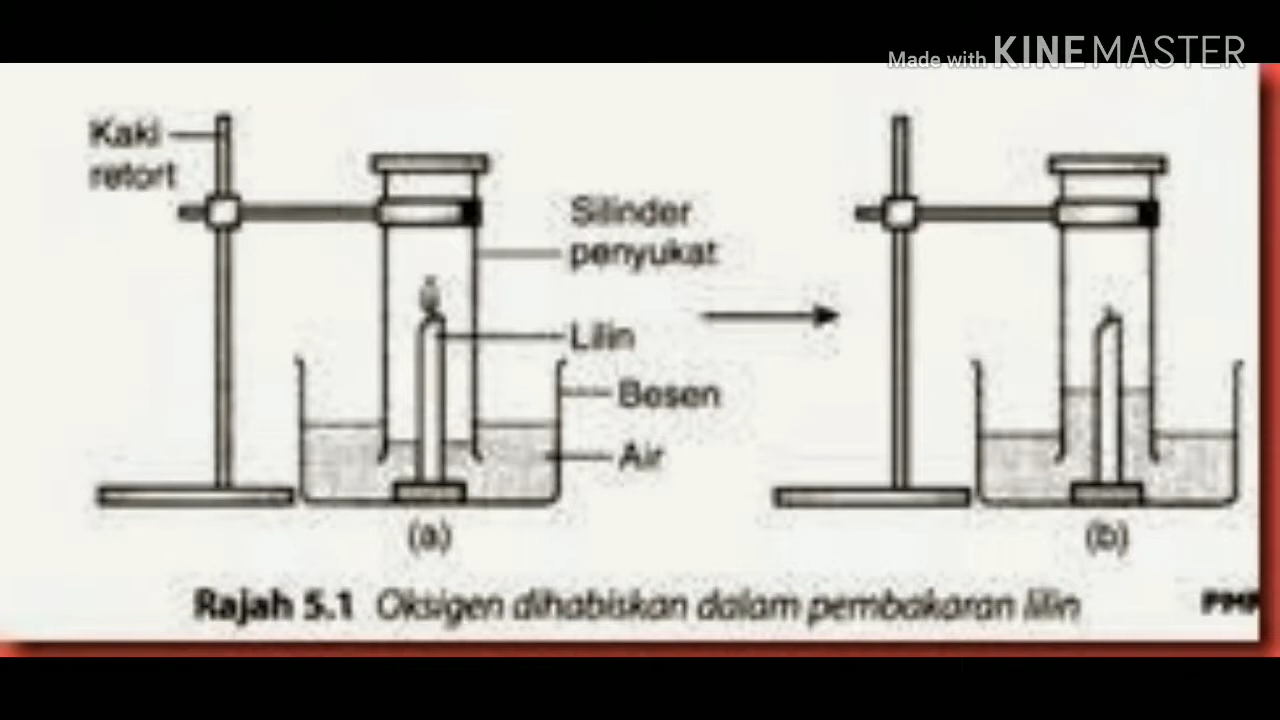 Made with KINEMASTER
Kaki
retort
Silinder
penyukat
Lilin
Besen
Air
(a)
(b)
Rajah 5.1 Oksigen dihabiskan dalam pembakaran lilin